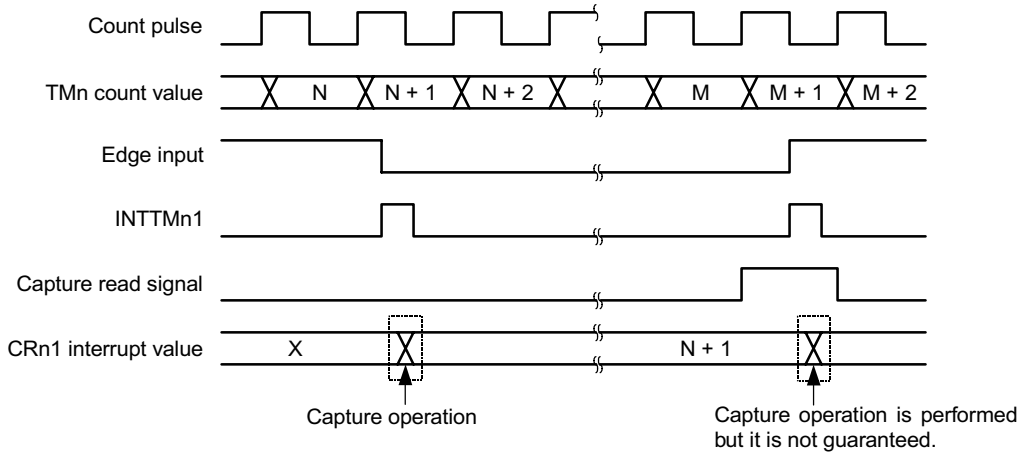 Count pulse
TMn count value
N
N + 1
N + 2
M
M + 1
M + 2
Edge input
INTTMn1
Capture read signal
CRn1 interrupt value
X
N + 1
Capture operation
Capture operation is performed
but it is not guaranteed.